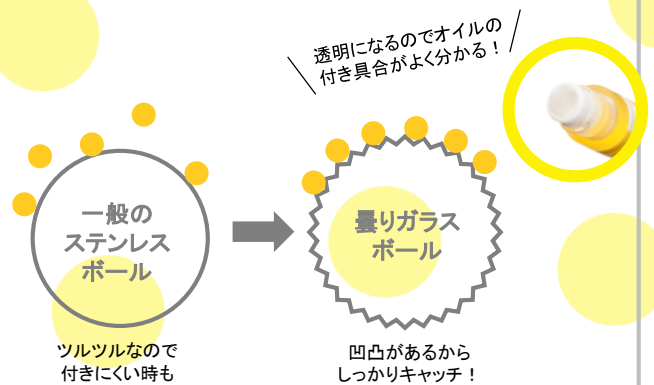 透明になるのでオイルの
付き具合がよく分かる！
一般の
ステンレス
ボール
曇りガラス
ボール
ツルツルなので
付きにくい時も
凹凸があるから
しっかりキャッチ！